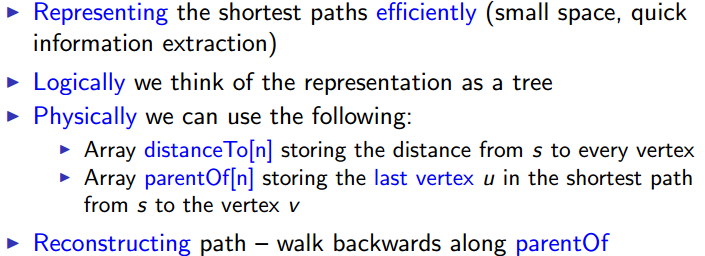 ▶ Representing the shortest paths efficiently (small space, quick
information extraction)
▶ Logically we think of the representation as a tree
▶ Physically we can use the following:
▶ Array distanceTo[n] storing the distance from s to every vertex
▶ Array parentOf[n] storing the last vertex u in the shortest path
from s to the vertex v
▶ Reconstructing path – walk backwards along parentOf